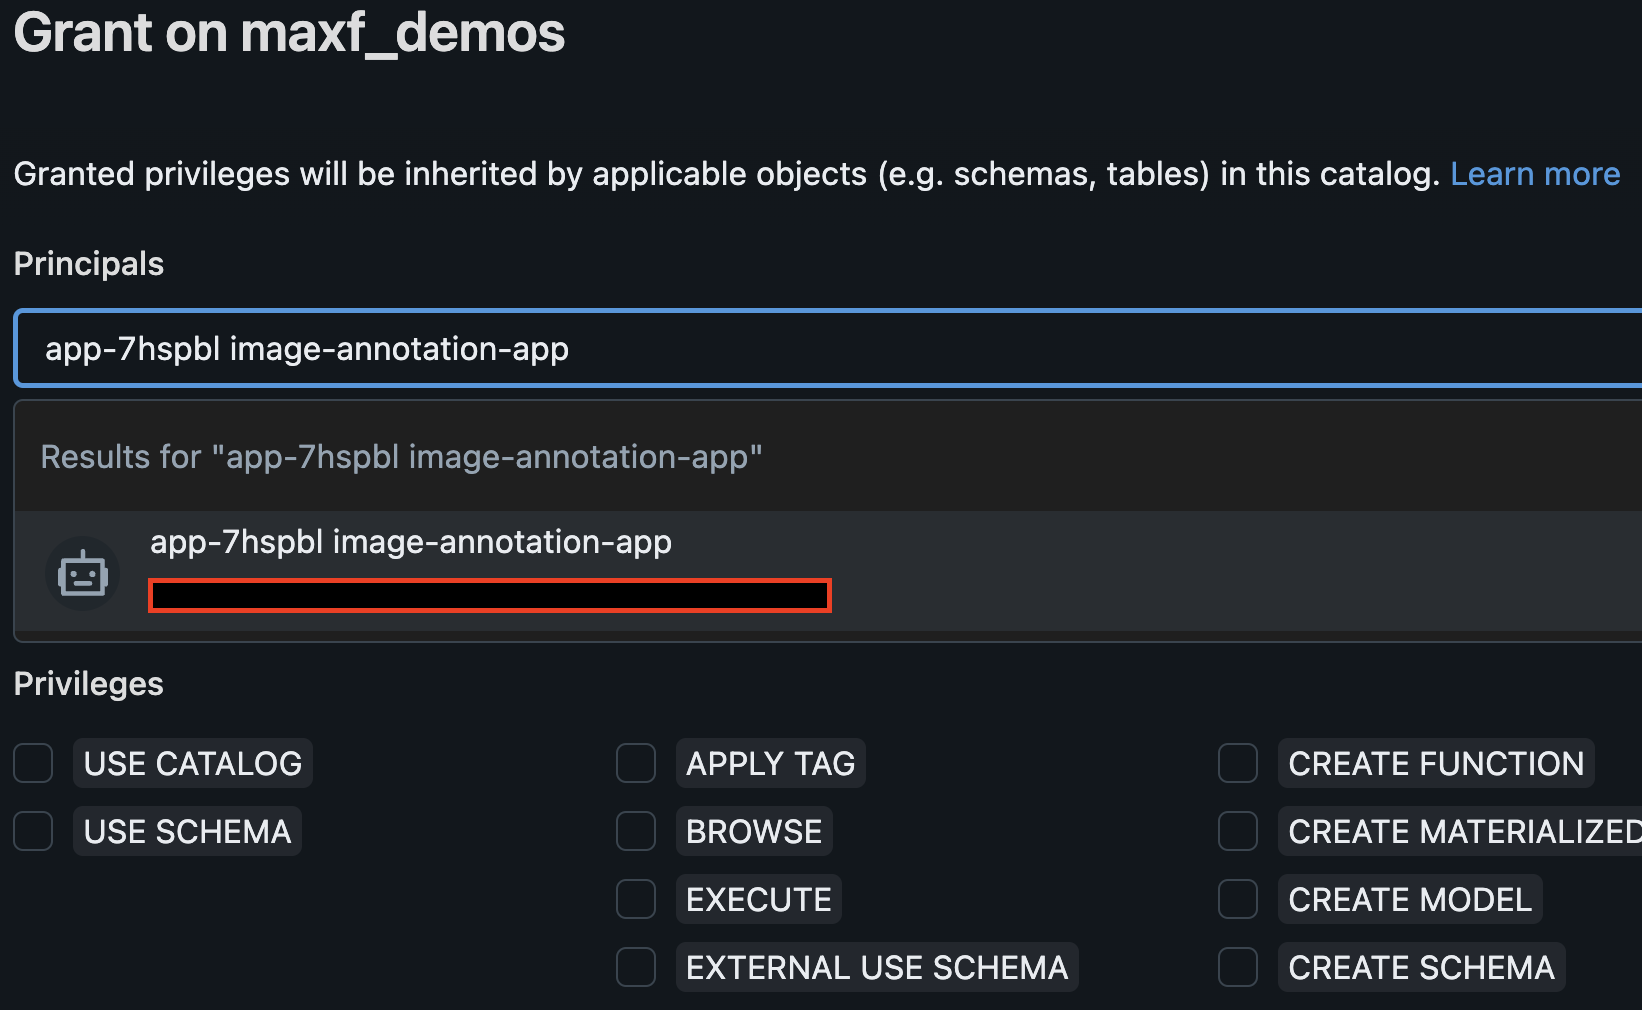 Grant on maxf_demos
Granted privileges will be inherited by applicable objects (e.g. schemas, tables) in this catalog. Learn more
Principals
app-7hspbl image-annotation-app
Results for "app-7hspbl image-annotation-app"
app-7hspbl image-annotation-app
Privileges
USE CATALOG
USE SCHEMA
APPLY TAG
BROWSE
EXECUTE
EXTERNAL USE SCHEMA
CREATE FUNCTION
CREATE MATERIALIZED
CREATE MODEL
CREATE SCHEMA